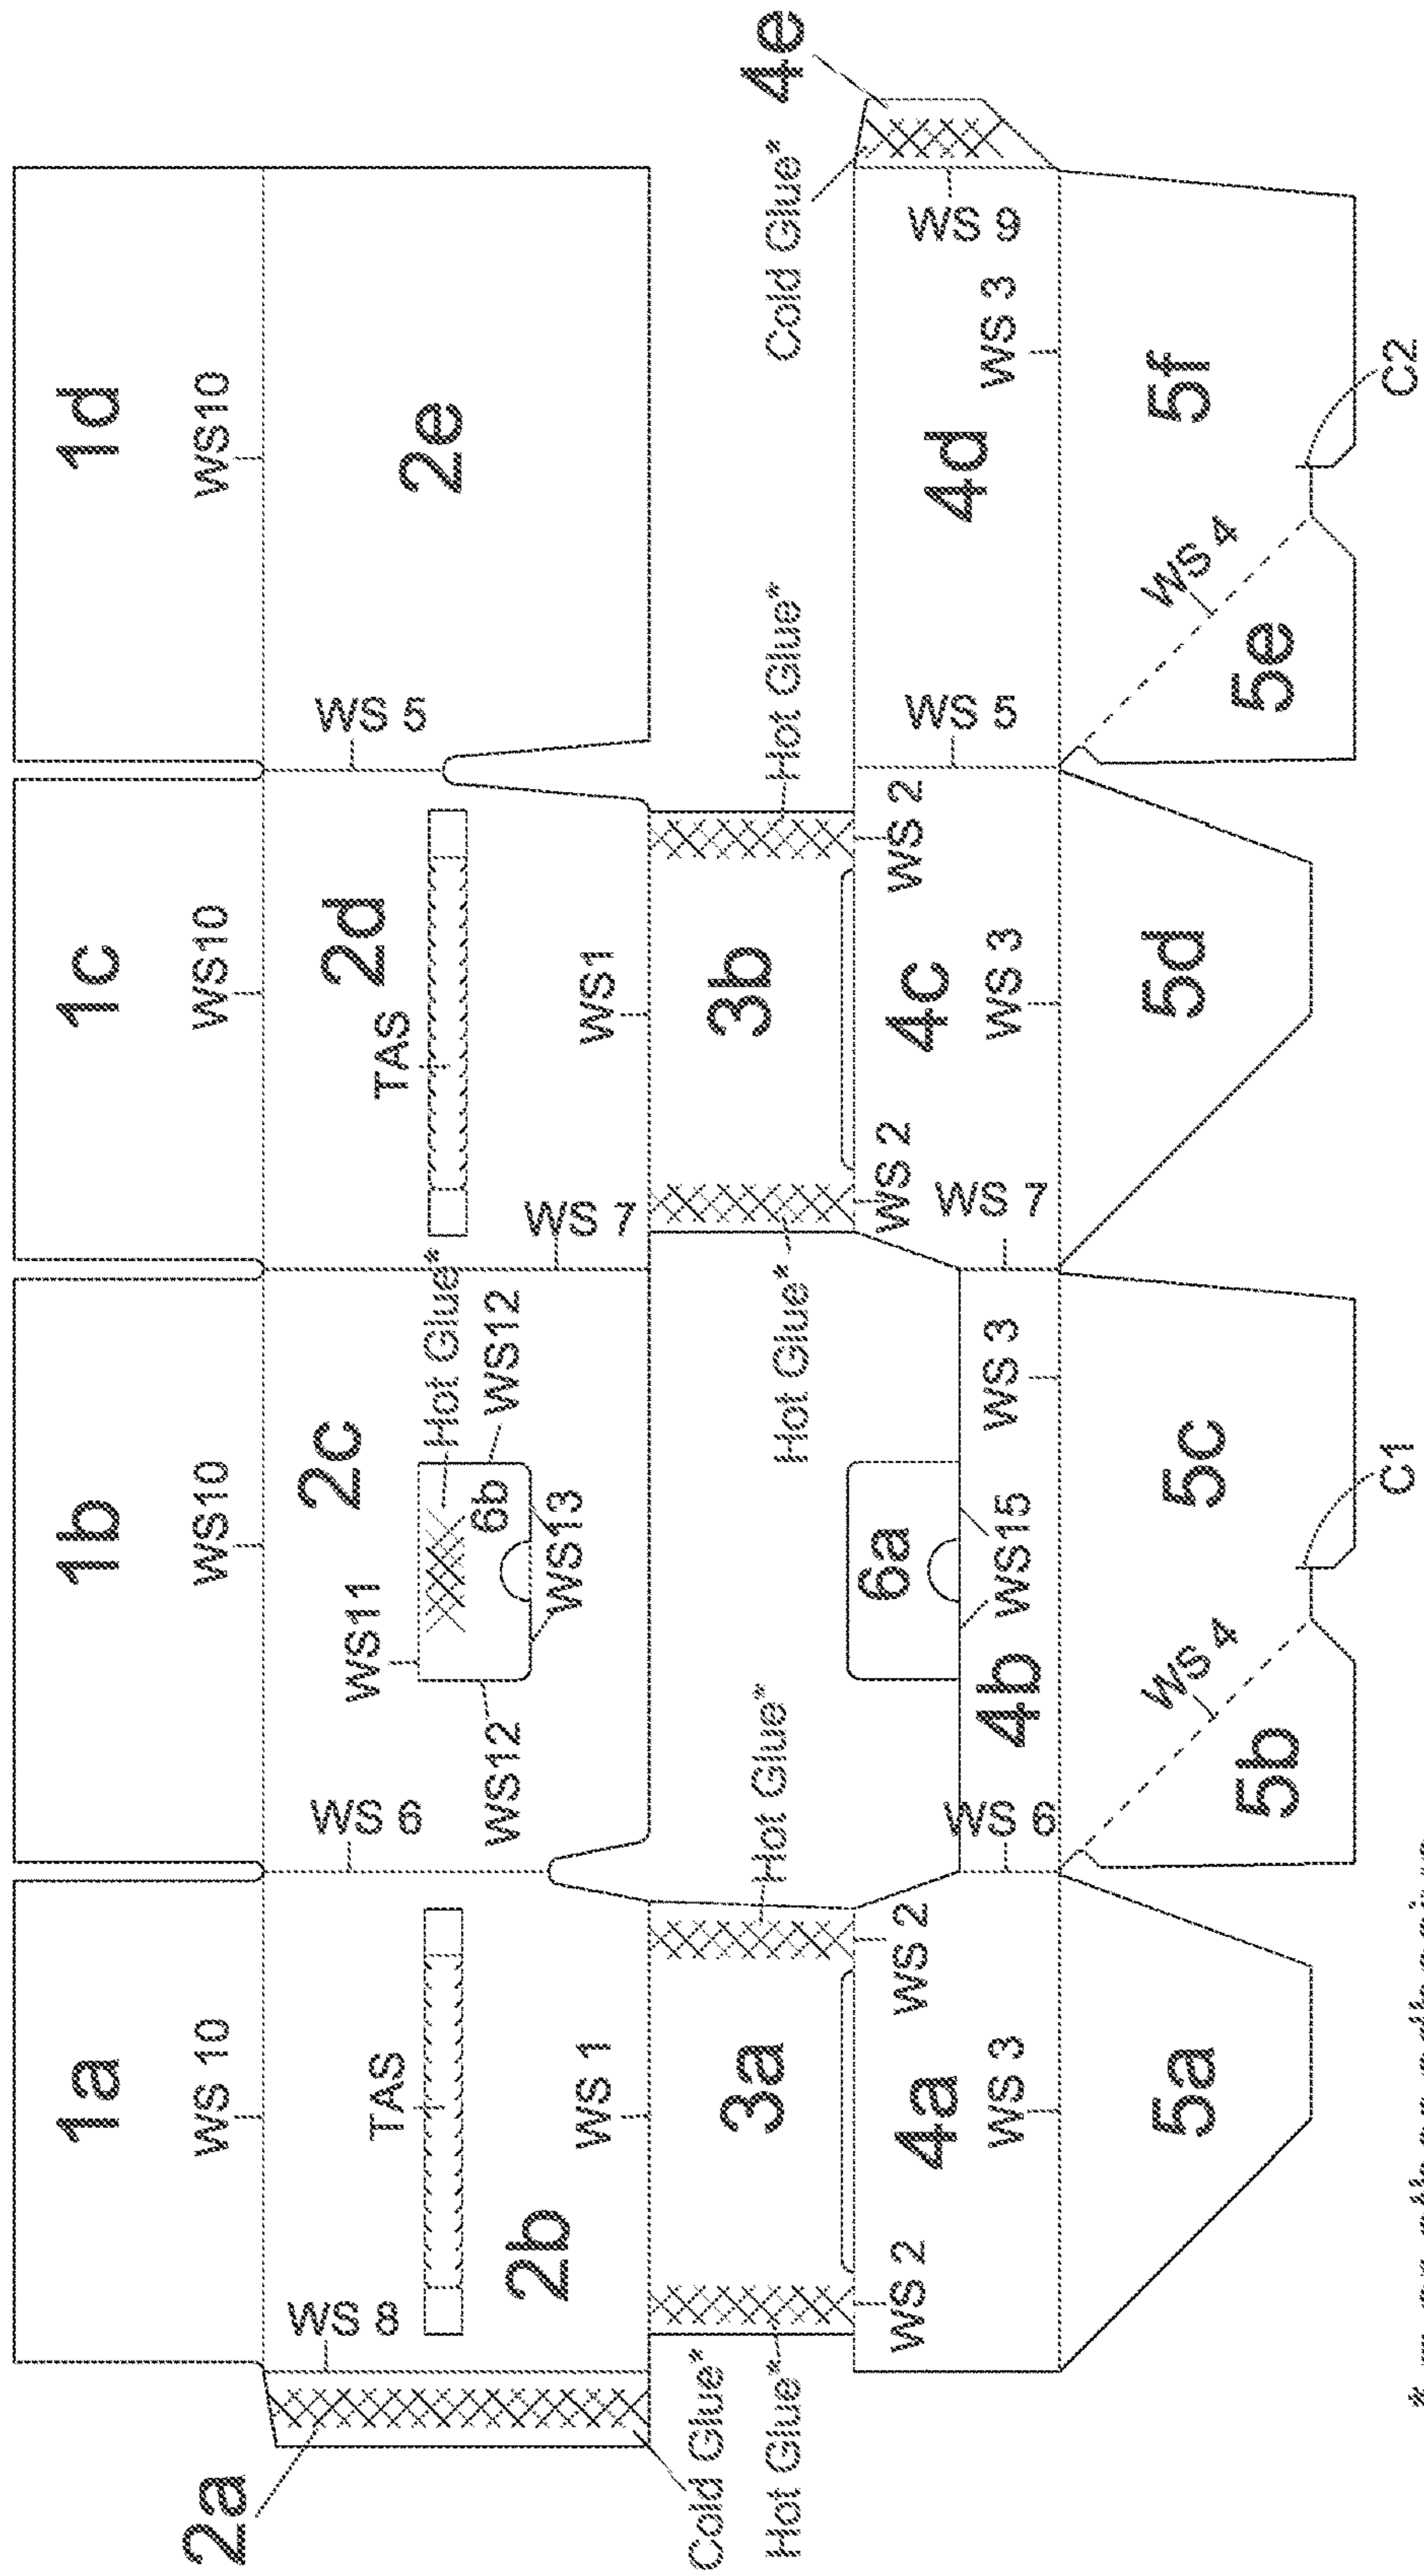 1a
1b
1c
1d
WS 10
WS10
WS10
WS10
2a
WS 8
TAS
2b
WS 1
WS 6
2c
WS11
WS12
Hot Glue*
6b
WS12
WS13
WS 7
2d
TAS
WS1
WS 5
2e
Cold Glue*
Hot Glue*
3a
Hot Glue*
Hot Glue*
3b
Hot Glue*
Cold Glue*
4e
WS 2
4a
WS 2
WS 3
WS 6
4b
6a
WS15
WS 3
WS 7
WS 2
4c
WS 2
WS 3
WS 5
4d
WS 3
WS 9
5a
5b
WS 4
5c
C1
5d
5e
WS 4
5f
C2